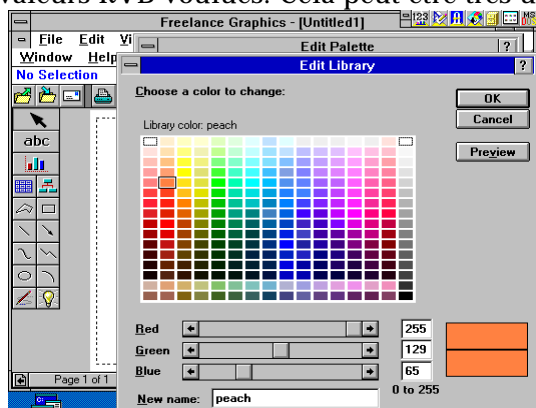 valeurs RVB voulues. Cela peut être très u
Freelance Graphics - [Untitled1]
File Edit Vi
Edit Palette ?
Window Help
Edit Library ?
No Selection
Choose a color to change:
OK
Library color: peach
Cancel
abc
Preview
Red 255
Green 129
Blue 65
Page 1 of 1
0 to 255
New name: peach